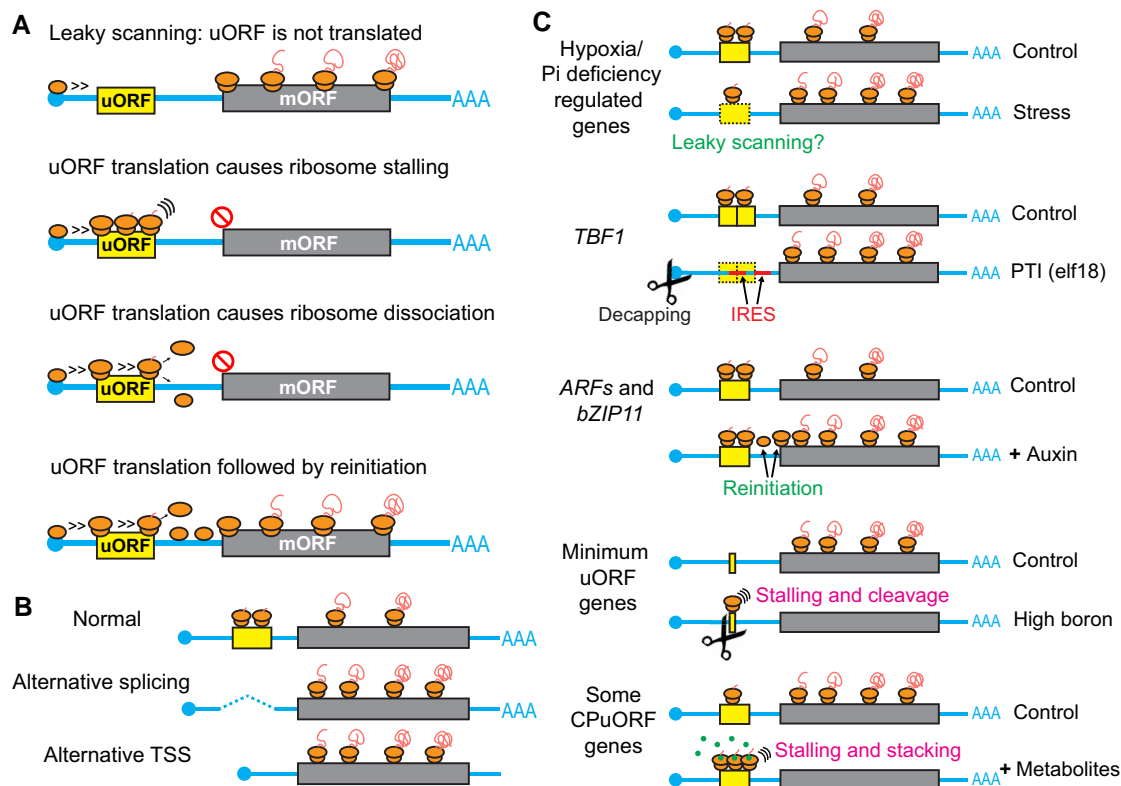 A
Leaky scanning: uORF is not translated
>>
uORF
mORF
AAA
uORF translation causes ribosome stalling
>>
uORF
mORF
AAA
uORF translation causes ribosome dissociation
>> >>
uORF
mORF
AAA
uORF translation followed by reinitiation
>> >>
uORF
mORF
AAA
B
Normal
AAA
Alternative splicing
AAA
Alternative TSS
C
Hypoxia/
Pi deficiency
regulated
genes
AAA Control
AAA Stress
Leaky scanning?
TBF1
AAA Control
AAA PTI (elf18)
Decapping
IRES
ARFs and
bZIP11
AAA Control
AAA + Auxin
Reinitiation
Minimum
uORF
genes
AAA Control
Stalling and cleavage
AAA High boron
Some
CPuORF
genes
AAA Control
Stalling and stacking
AAA + Metabolites